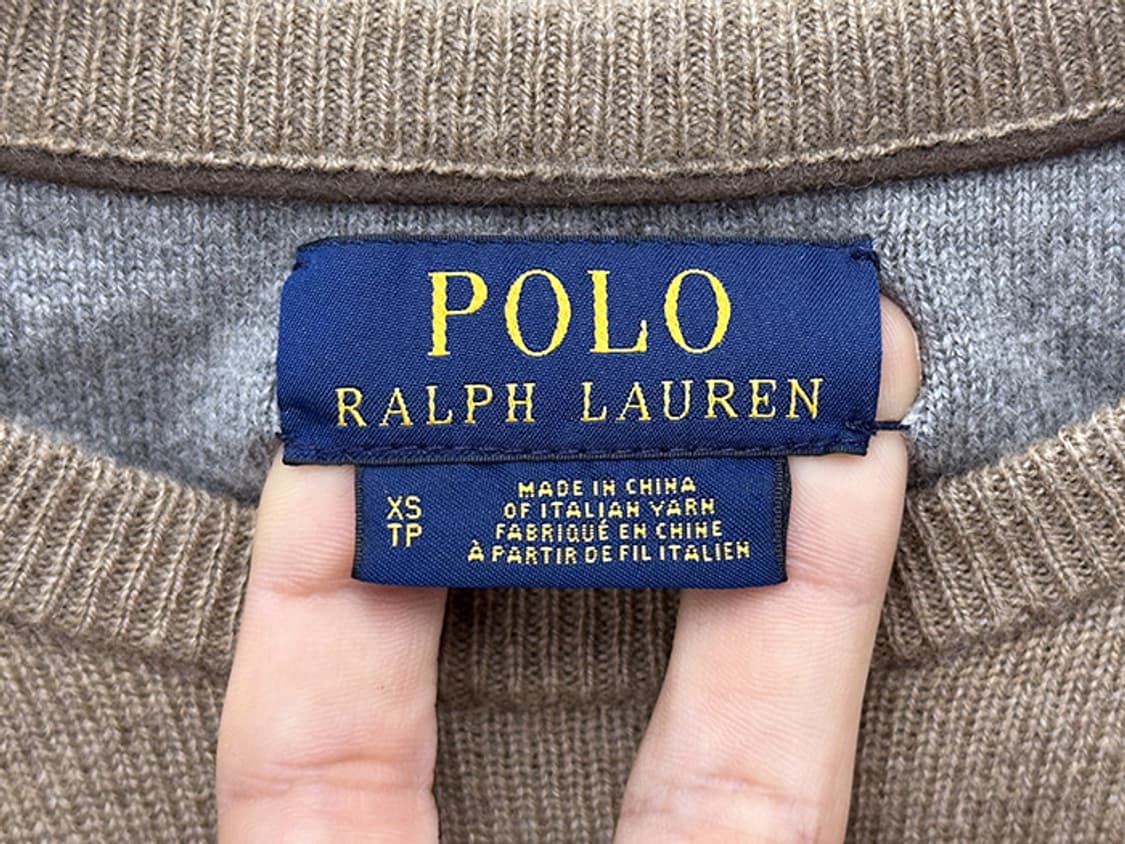 POLO
RALPH LAUREN
XS
TP
MADE IN CHINA
OF ITALIAN YARN
FABRIQUÉ EN CHINE
À PARTIR DE FIL ITALIEN